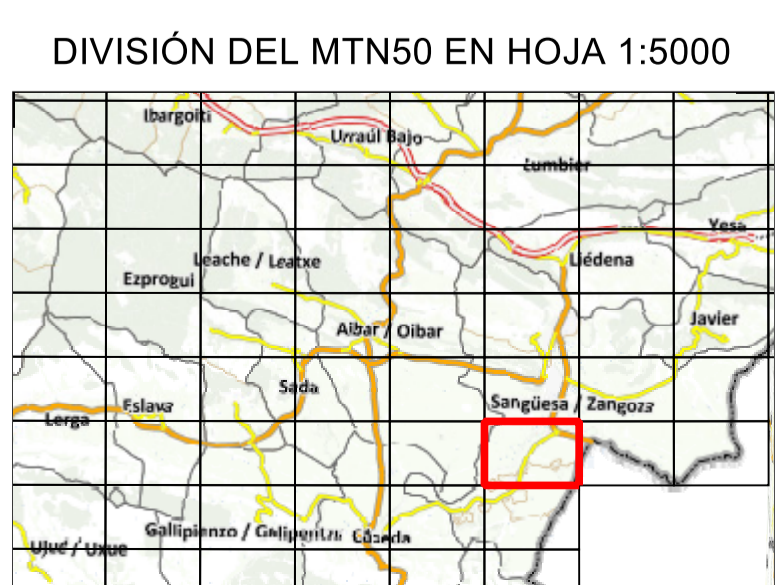 DIVISIÓN DEL MTN50 EN HOJA 1:5000
Ibargoiti
Urraúl Bajo
Lumbier
Yesa
Leache / Leatxe
Liédena
Ezprogui
Javier
Aibar / Oibar
Sada
Eslava
Sangüesa / Zangoza
Lerga
Gallipienzo / Galipentzu
Cáseda
Ujué / Uxue